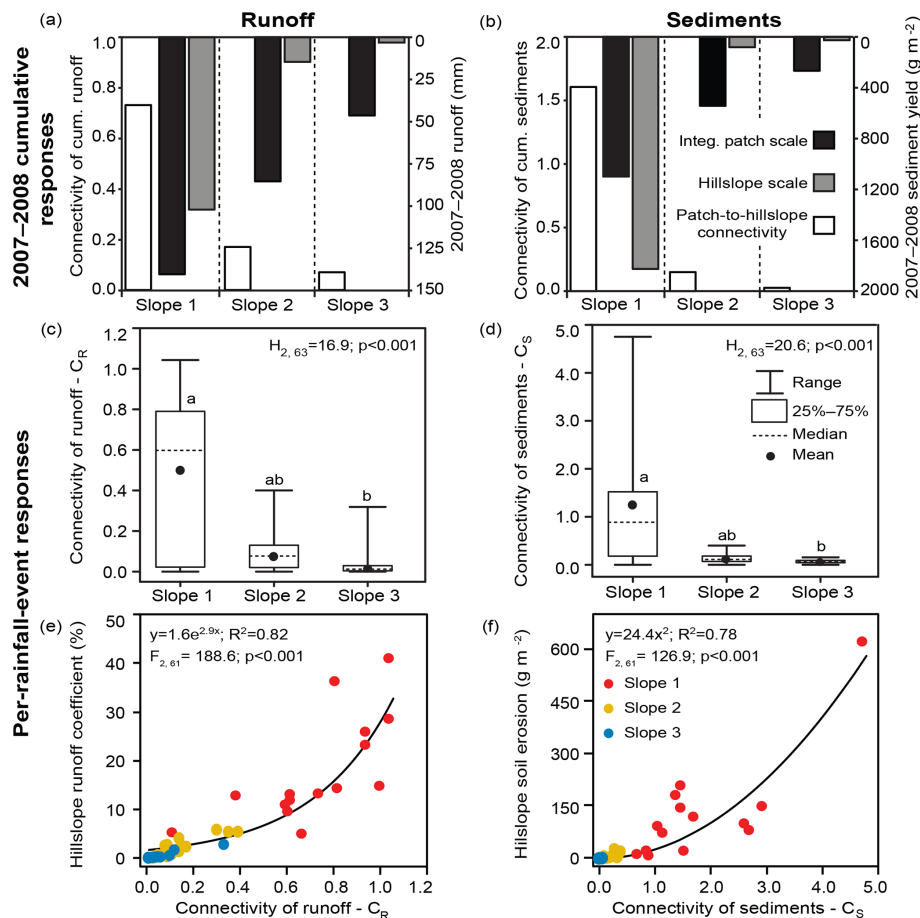 Runoff
Sediments
(a)
(b)
2007–2008 cumulative
responses
Connectivity of cum. runoff
1.0
0.8
0.6
0.4
0.2
0.0
0
25
50
75
100
125
150
2007–2008 runoff (mm)
Slope 1
Slope 2
Slope 3
Connectivity of cum. sediments
2.0
1.5
1.0
0.5
0.0
0
400
800
1200
1600
2000
2007–2008 sediment yield (g m⁻²)
Integ. patch scale
Hillslope scale
Patch-to-hillslope
connectivity
Slope 1
Slope 2
Slope 3
Per-rainfall-event responses
(c)
Connectivity of runoff - C_R
1.2
1.0
0.8
0.6
0.4
0.2
0.0
H₂,₆₃=16.9; p<0.001
a
ab
b
Slope 1
Slope 2
Slope 3
(d)
Connectivity of sediments - C_S
5.0
4.0
3.0
2.0
1.0
0.0
H₂,₆₃=20.6; p<0.001
Range
25%–75%
Median
Mean
a
ab
b
Slope 1
Slope 2
Slope 3
(e)
Hillslope runoff coefficient (%)
50
40
30
20
10
0
y=1.6e^2.9x; R²=0.82
F₂,₆₁= 188.6; p<0.001
0.0
0.2
0.4
0.6
0.8
1.0
1.2
Connectivity of runoff - C_R
(f)
Hillslope soil erosion (g m⁻²)
600
450
300
150
0
y=24.4x²; R²=0.78
F₂,₆₁= 126.9; p<0.001
Slope 1
Slope 2
Slope 3
0.0
1.0
2.0
3.0
4.0
5.0
Connectivity of sediments - C_S